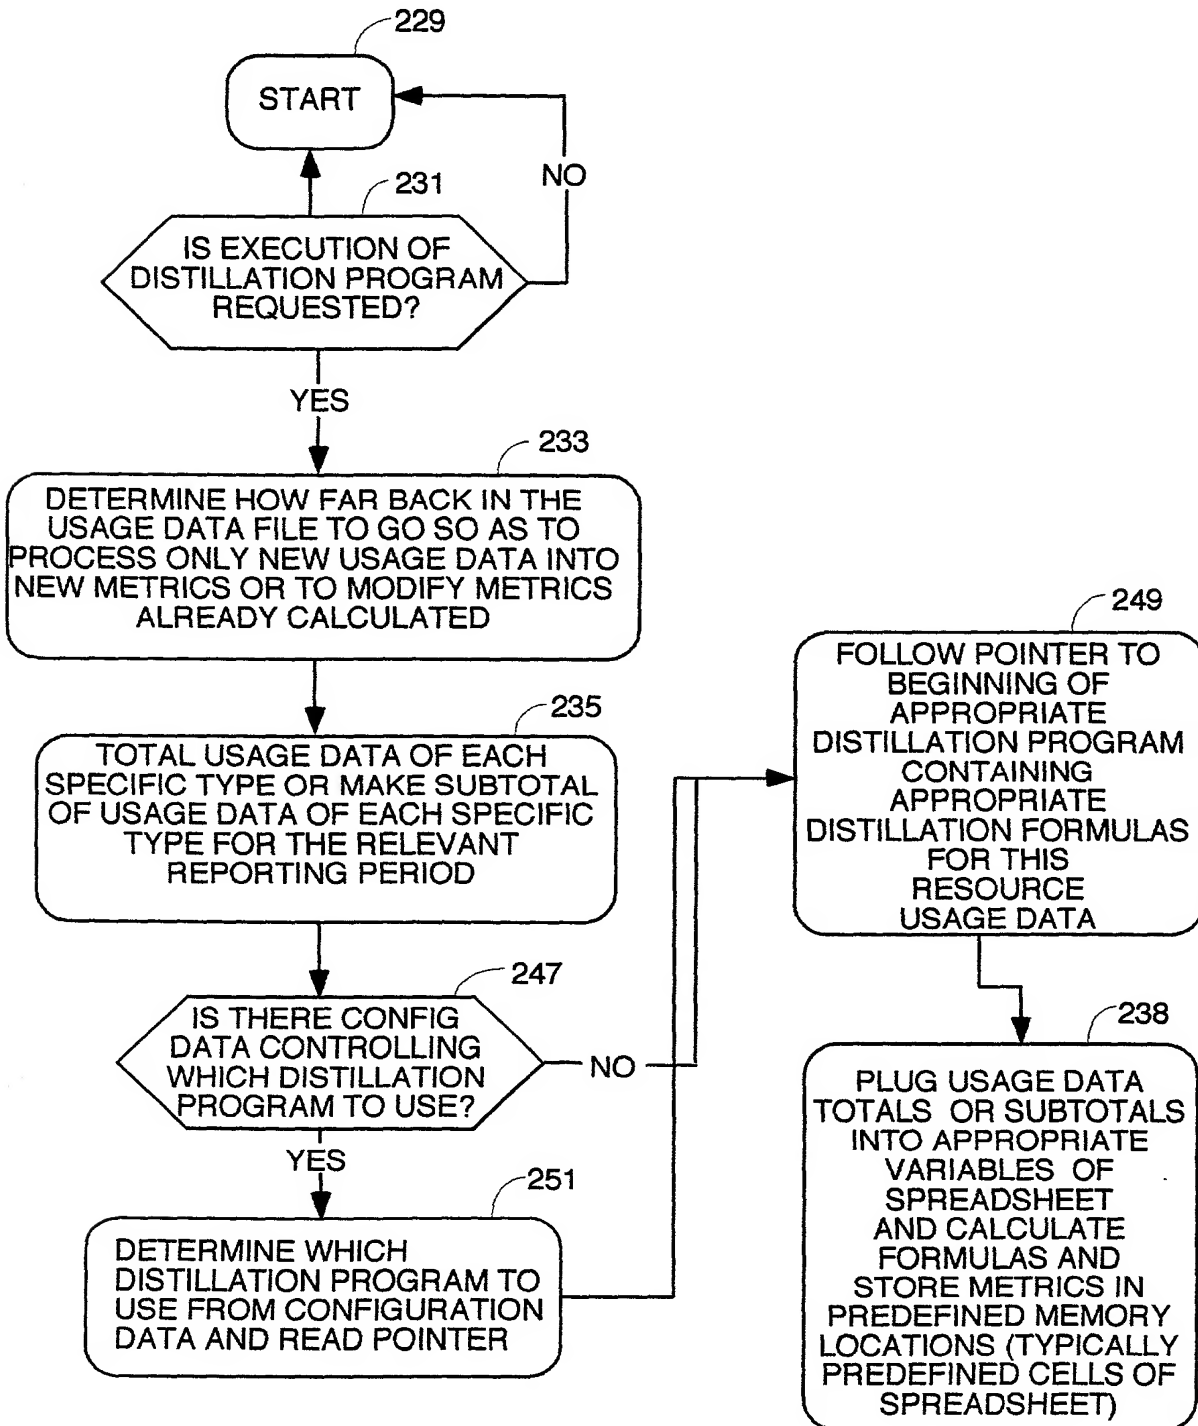 229
START
NO
231
IS EXECUTION OF
DISTILLATION PROGRAM
REQUESTED?
YES
233
DETERMINE HOW FAR BACK IN THE
USAGE DATA FILE TO GO SO AS TO
PROCESS ONLY NEW USAGE DATA INTO
NEW METRICS OR TO MODIFY METRICS
ALREADY CALCULATED
235
TOTAL USAGE DATA OF EACH
SPECIFIC TYPE OR MAKE SUBTOTAL
OF USAGE DATA OF EACH SPECIFIC
TYPE FOR THE RELEVANT
REPORTING PERIOD
247
IS THERE CONFIG
DATA CONTROLLING
WHICH DISTILLATION
PROGRAM TO USE?
NO
YES
251
DETERMINE WHICH
DISTILLATION PROGRAM TO
USE FROM CONFIGURATION
DATA AND READ POINTER
249
FOLLOW POINTER TO
BEGINNING OF
APPROPRIATE
DISTILLATION PROGRAM
CONTAINING
APPROPRIATE
DISTILLATION FORMULAS
FOR THIS
RESOURCE
USAGE DATA
238
PLUG USAGE DATA
TOTALS OR SUBTOTALS
INTO APPROPRIATE
VARIABLES OF
SPREADSHEET
AND CALCULATE
FORMULAS AND
STORE METRICS IN
PREDEFINED MEMORY
LOCATIONS (TYPICALLY
PREDEFINED CELLS OF
SPREADSHEET)